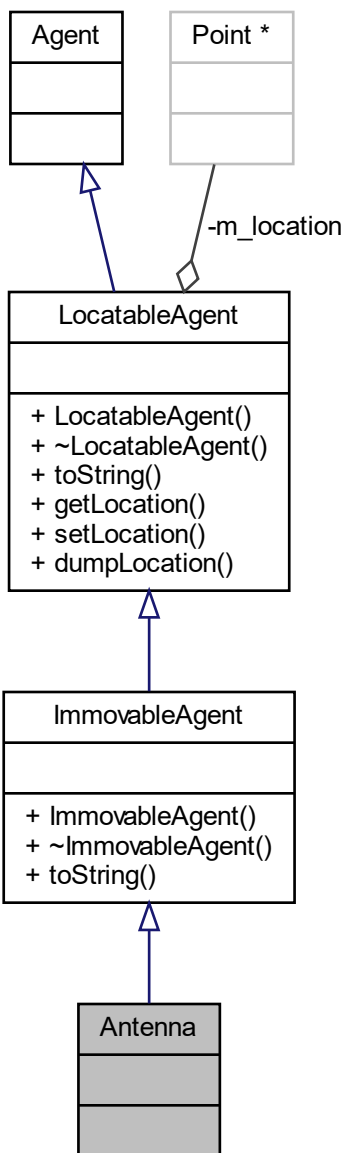 Agent
Point *
-m_location
LocatableAgent
+ LocatableAgent()
+ ~LocatableAgent()
+ toString()
+ getLocation()
+ setLocation()
+ dumpLocation()
ImmovableAgent
+ ImmovableAgent()
+ ~ImmovableAgent()
+ toString()
Antenna